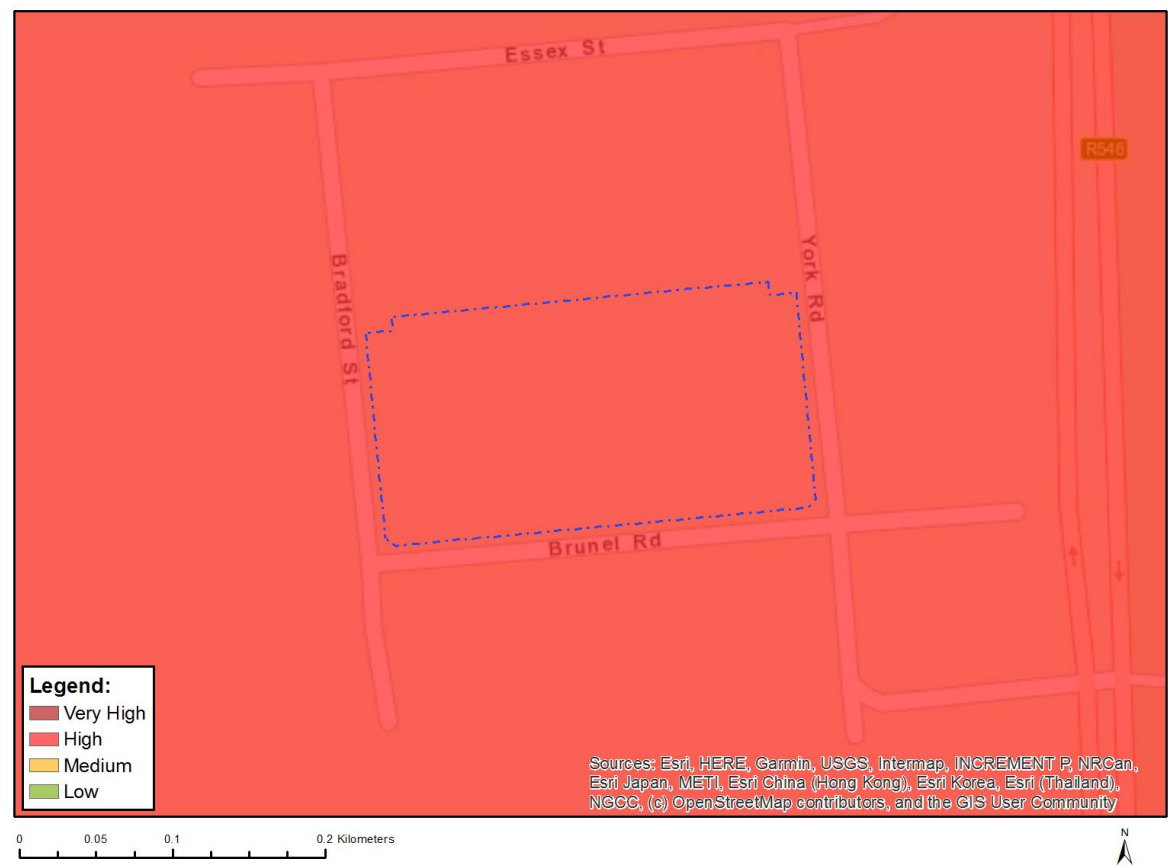 Essex St
R546
York Rd
Bradford St
Brunel Rd
Legend:
Very High
High
Medium
Low
Sources: Esri, HERE, Garmin, USGS, Intermap, INCREMENT P, NRCan,
Esri Japan, METI, Esri China (Hong Kong), Esri Korea, Esri (Thailand),
NGCC, (c) OpenStreetMap contributors, and the GIS User Community
0 0.05 0.1 0.2 Kilometers
N